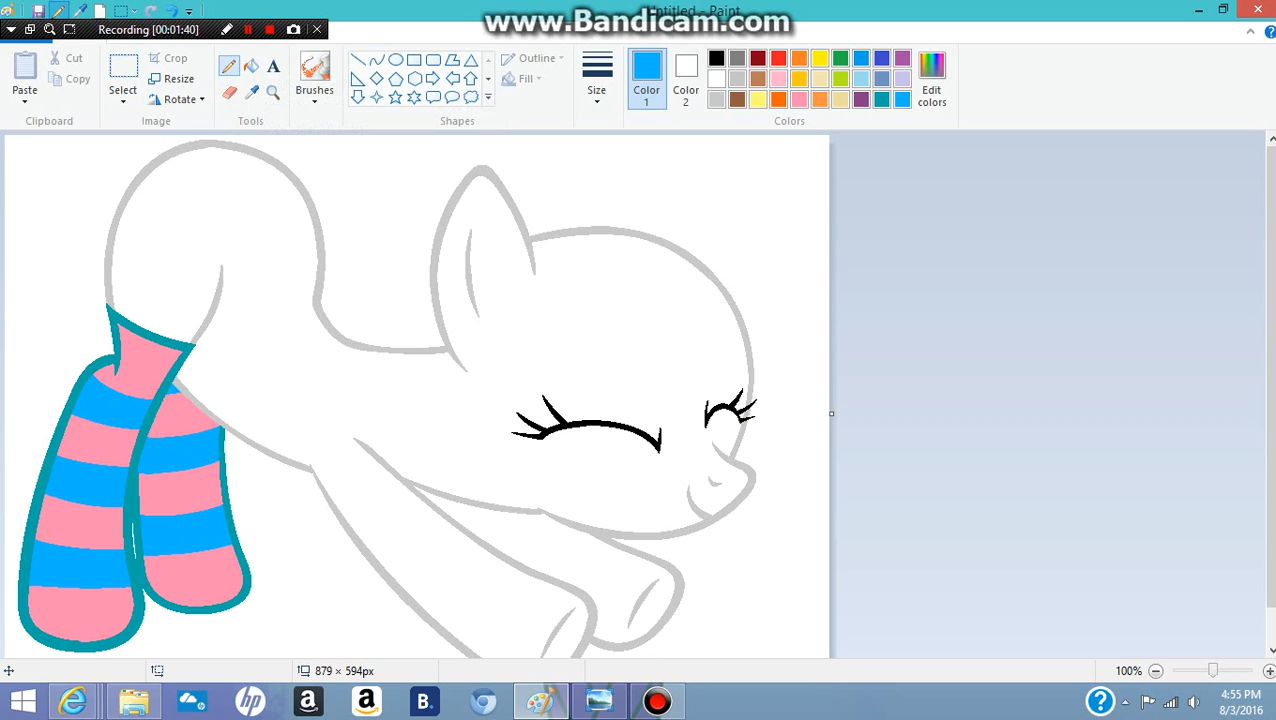 Untitled - Paint
www.Bandicam.com
Recording [00:01:40]
Paste
Cut
Copy
Clipboard
Select
Crop
Resize
Rotate
Image
Tools
Brushes
Outline
Fill
Shapes
Size
Color
1
Color
2
Edit
colors
Colors
879 × 594px
100%
hp
a
a
B.
4:55 PM
8/3/2016